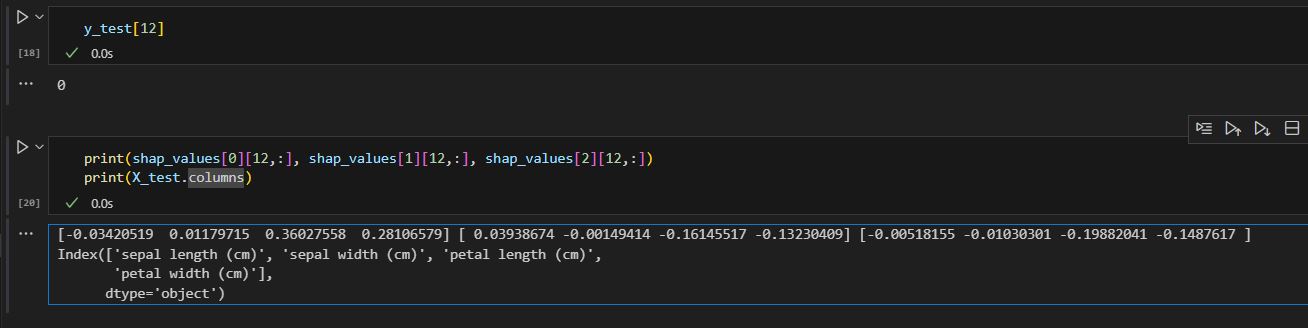 y_test[12]
[18]
0.0s
0
print(shap_values[0][12,:], shap_values[1][12,:], shap_values[2][12,:])
print(X_test.columns)
[20]
0.0s
[-0.03420519  0.01179715  0.36027558  0.28106579] [ 0.03938674 -0.00149414 -0.16145517 -0.13230409] [-0.00518155 -0.01030301 -0.19882041 -0.1487617 ]
Index(['sepal length (cm)', 'sepal width (cm)', 'petal length (cm)',
       'petal width (cm)'],
      dtype='object')